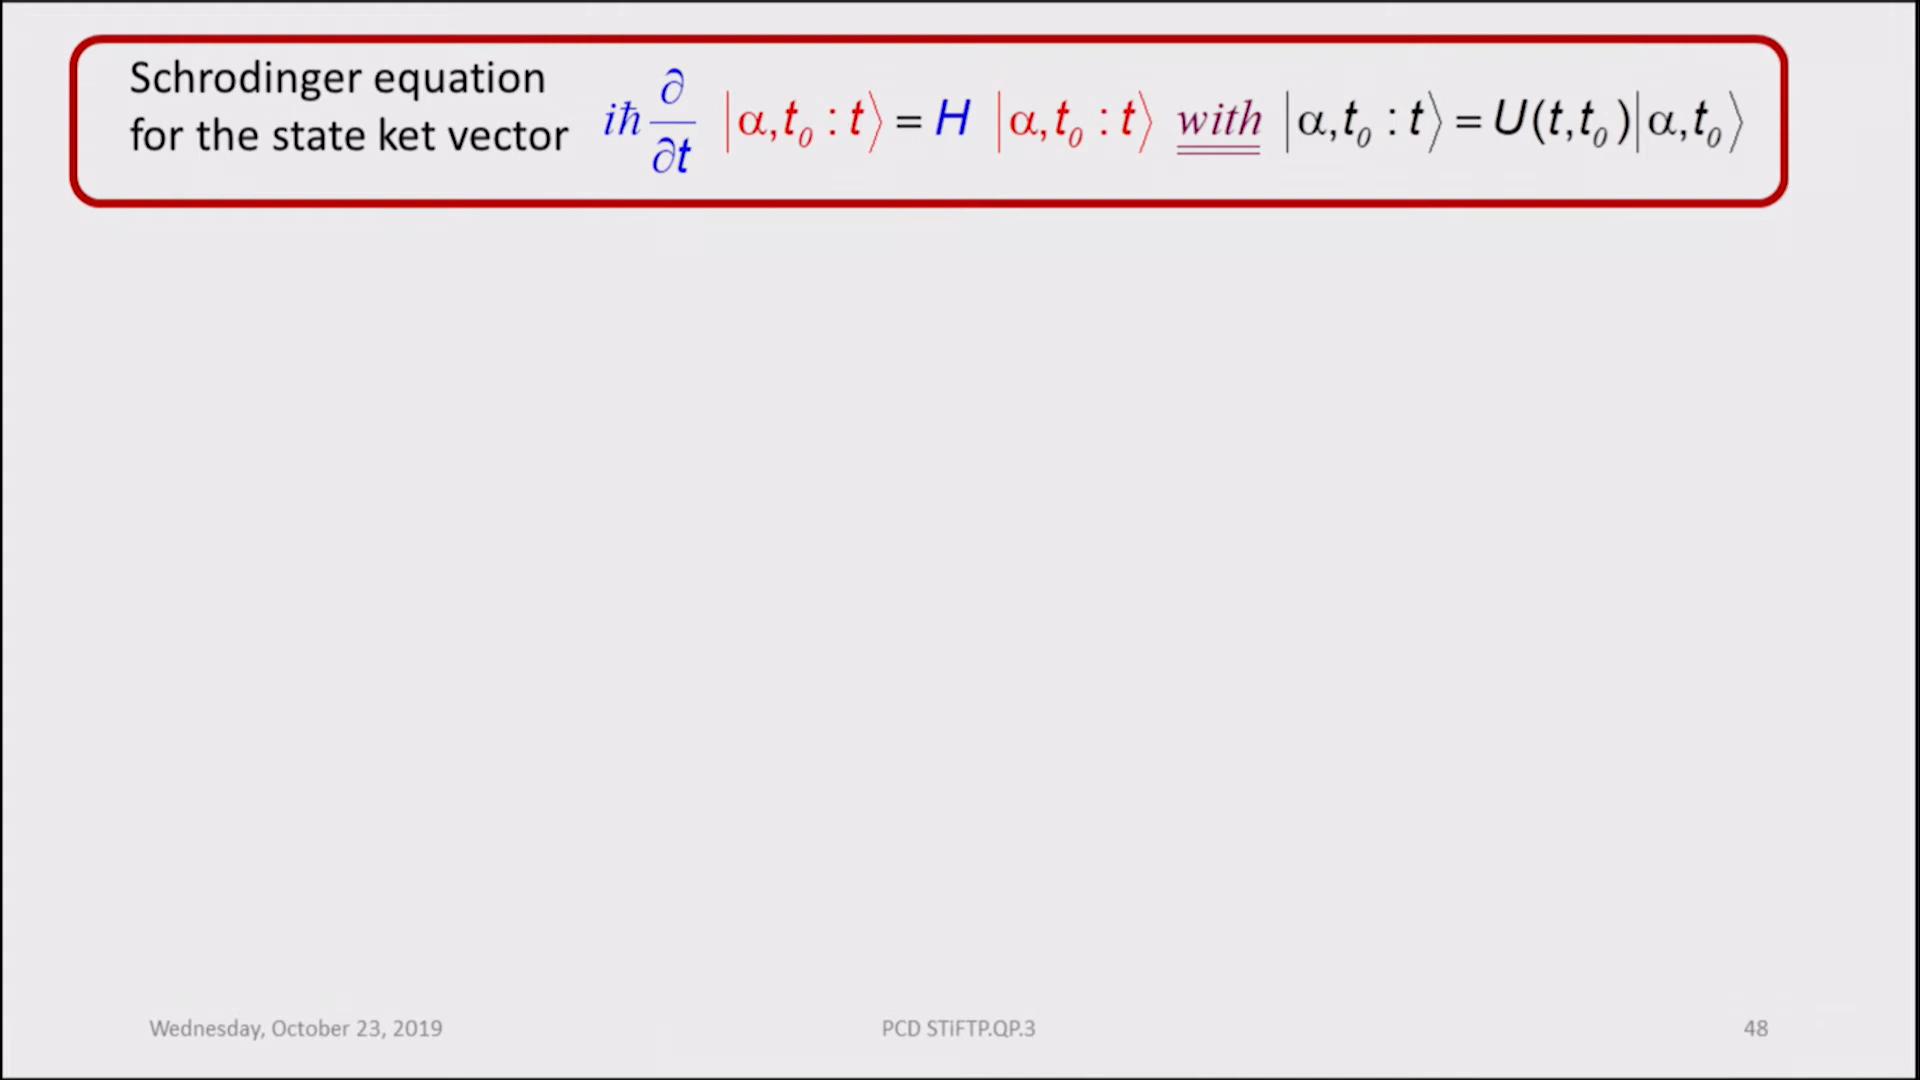 Schrodinger equation
for the state ket vector
iħ ∂/∂t |α,t₀ : t⟩ = H |α,t₀ : t⟩ with |α,t₀ : t⟩ = U(t,t₀)|α,t₀⟩
Wednesday, October 23, 2019 PCD STiFTP.QP.3 48